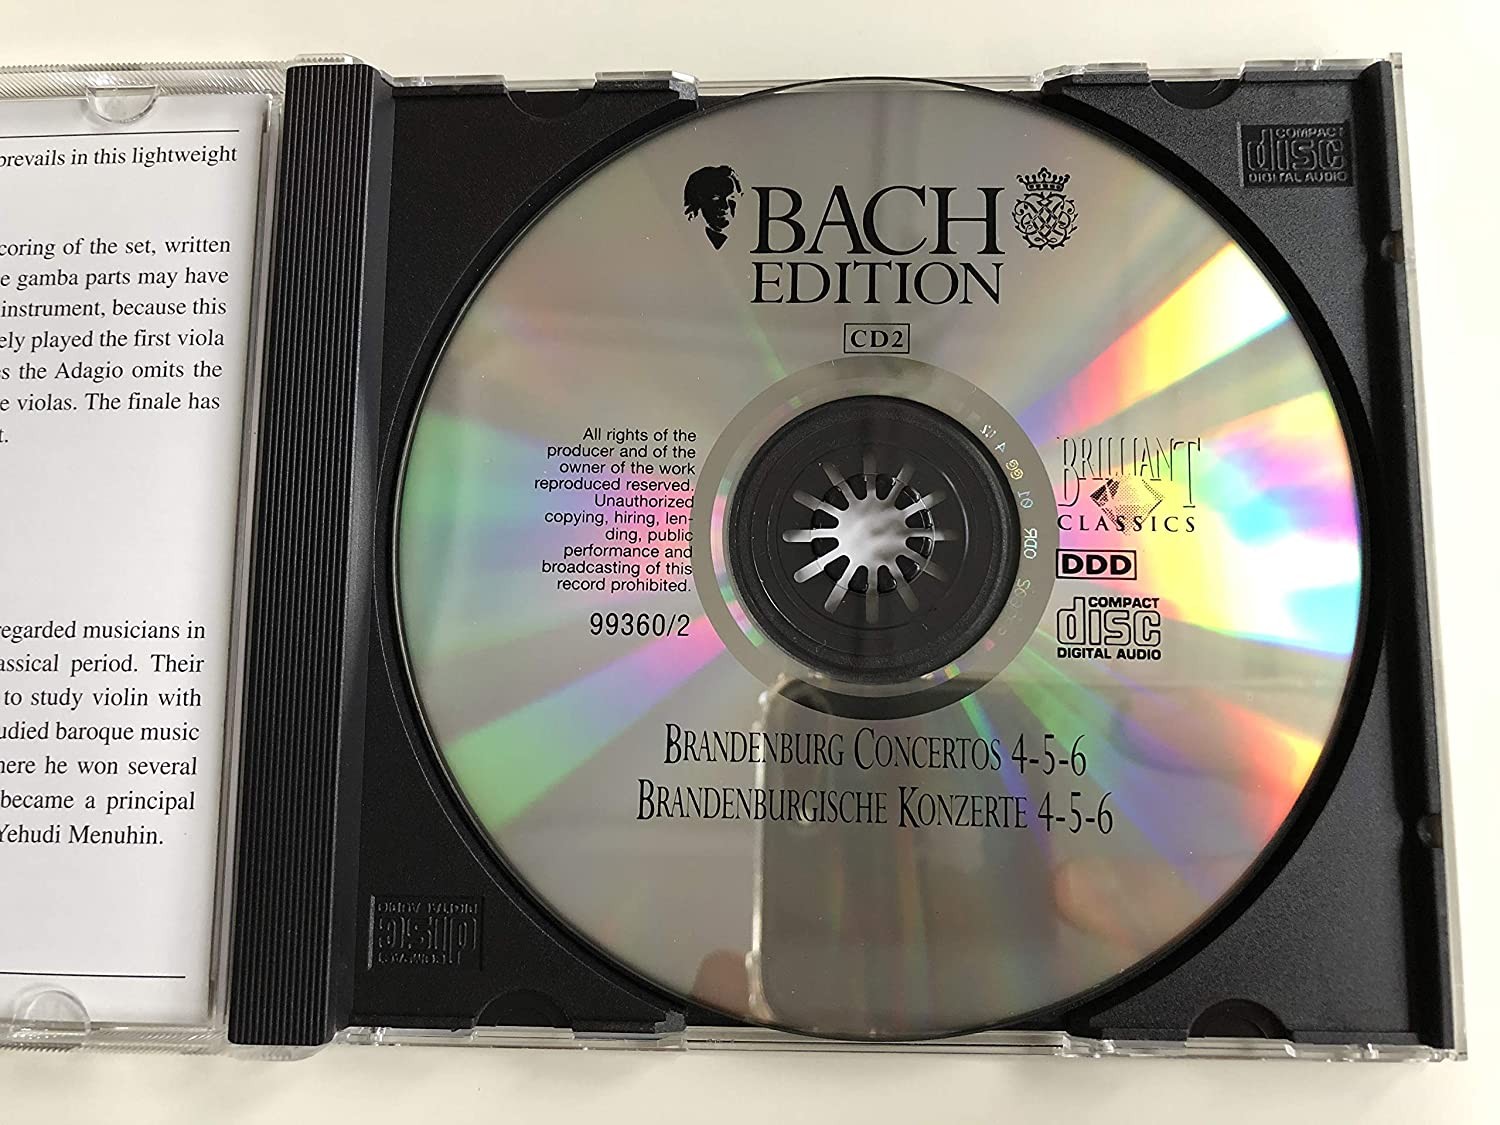 prevails in this lightweight
coring of the set, written
e gamba parts may have
instrument, because this
ely played the first viola
es the Adagio omits the
e violas. The finale has
t.
regarded musicians in
assical period. Their
to study violin with
udied baroque music
here he won several
became a principal
Yehudi Menuhin.
BACH
EDITION
CD2
All rights of the
producer and of the
owner of the work
reproduced reserved.
Unauthorized
copying, hiring, len-
ding, public
performance and
broadcasting of this
record prohibited.
99360/2
BRILLIANT
CLASSICS
DDD
COMPACT
disc
DIGITAL AUDIO
BRANDENBURG CONCERTOS 4-5-6
BRANDENBURGISCHE KONZERTE 4-5-6
COMPACT
disc
DIGITAL AUDIO